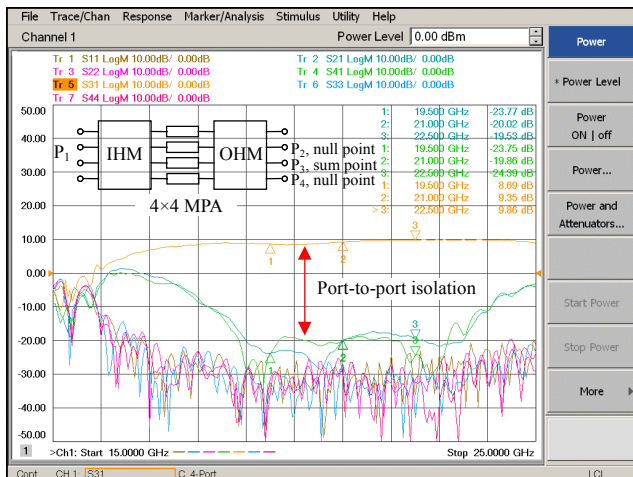 File Trace/Chan Response Marker/Analysis Stimulus Utility Help
Channel 1 Power Level 0.00 dBm
Power
Tr 1 S11 LogM 10.00dB/ 0.00dB Tr 2 S21 LogM 10.00dB/ 0.00dB
Tr 3 S22 LogM 10.00dB/ 0.00dB Tr 4 S41 LogM 10.00dB/ 0.00dB
Tr 5 S31 LogM 10.00dB/ 0.00dB Tr 6 S33 LogM 10.00dB/ 0.00dB
Tr 7 S44 LogM 10.00dB/ 0.00dB
Power Level
Power
ON | off
Power...
Power and
Attenuators...
Start Power
Stop Power
More
50.00
40.00
30.00
20.00
10.00
0.00
-10.00
-20.00
-30.00
-40.00
-50.00
1: 19.500 GHz -23.77 dB
2: 21.000 GHz -20.02 dB
3: 22.500 GHz -19.53 dB
1: 19.500 GHz -23.75 dB
2: 21.000 GHz -19.86 dB
3: 22.500 GHz -24.39 dB
1: 19.500 GHz 8.69 dB
2: 21.000 GHz 9.35 dB
> 3: 22.500 GHz 9.86 dB
P1 IHM OHM
P2, null point
P3, sum point
P4, null point
4×4 MPA
Port-to-port isolation
1 2 3
3
1 2 3
1 >Ch1: Start 15.0000 GHz Stop 25.0000 GHz
Cont. CH 1: S31 C 4-Port LCL